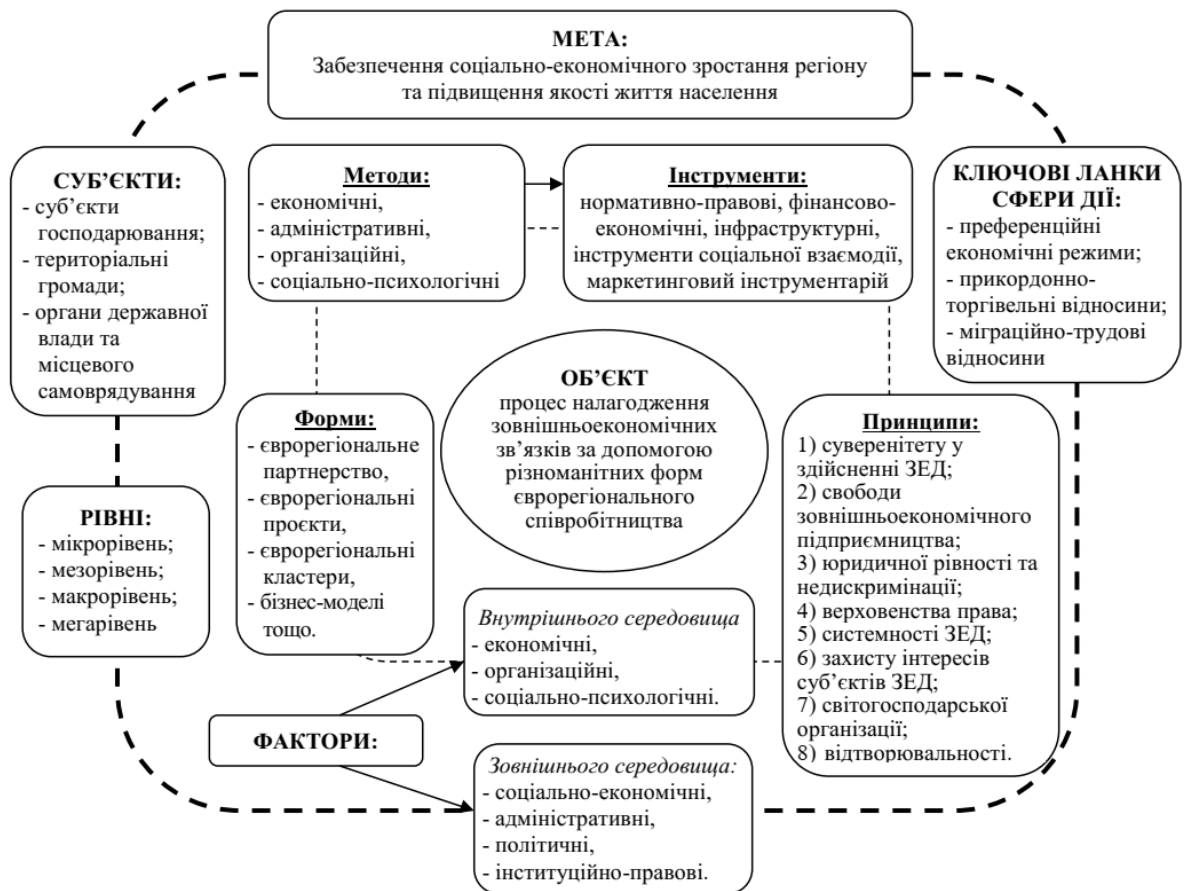 МЕТА:
Забезпечення соціально-економічного зростання регіону
та підвищення якості життя населення
СУБ’ЄКТИ:
- суб’єкти
господарювання;
- територіальні
громади;
- органи державної
влади та
місцевого
самоврядування
Методи:
- економічні,
- адміністративні,
- організаційні,
- соціально-психологічні
Інструменти:
нормативно-правові, фінансово-
економічні, інфраструктурні,
інструменти соціальної взаємодії,
маркетинговий інструментарій
КЛЮЧОВІ ЛАНКИ
СФЕРИ ДІЇ:
- преференційні
економічні режими;
- прикордонно-
торгівельні відносини;
- міграційно-трудові
відносини
РІВНІ:
- мікрорівень;
- мезорівень;
- макрорівень;
- мегарівень
Форми:
- єврорегіональне
партнерство,
- єврорегіональні
проєкти,
- єврорегіональні
кластери,
- бізнес-моделі
тощо.
ОБ’ЄКТ
процес налагодження
зовнішньоекономічних
зв’язків за допомогою
різноманітних форм
єврорегіонального
співробітництва
Принципи:
1) суверенітету у
здійсненні ЗЕД;
2) свободи
зовнішньоекономічного
підприємництва;
3) юридичної рівності та
недискримінації;
4) верховенства права;
5) системності ЗЕД;
6) захисту інтересів
суб’єктів ЗЕД;
7) світогосподарської
організації;
8) відтворювальності.
ФАКТОРИ:
Внутрішнього середовища
- економічні,
- організаційні,
- соціально-психологічні.
Зовнішнього середовища:
- соціально-економічні,
- адміністративні,
- політичні,
- інституційно-правові.